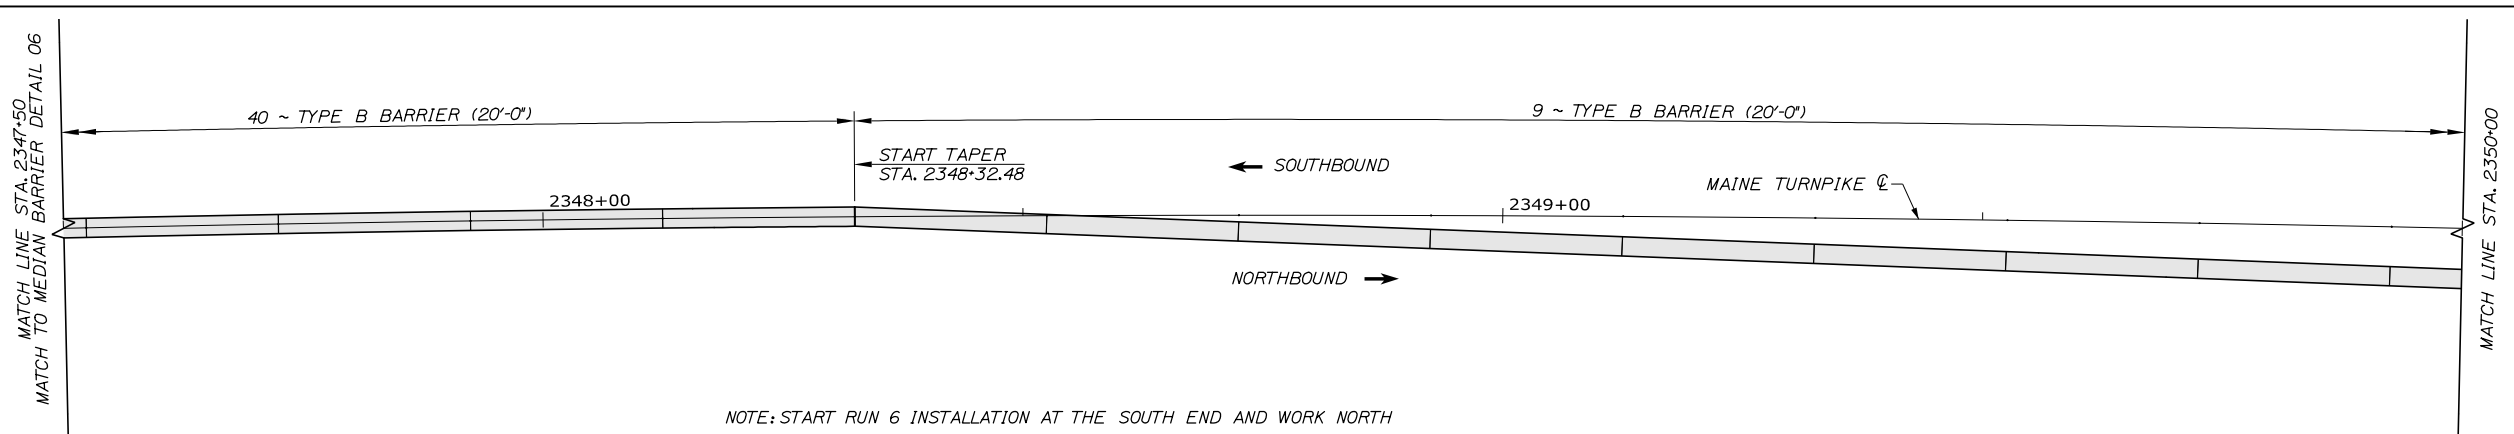 MATCH LINE STA. 2347+50
MATCH TO MEDIAN BARRIER DETAIL 06
40 ~ TYPE B BARRIER (20'-0")
9 ~ TYPE B BARRIER (20'-0")
START TAPER
STA. 2348+32.48
SOUTHBOUND
MAINE TURNPIKE ℄
2348+00
2349+00
NORTHBOUND
MATCH LINE STA. 2350+00
NOTE: START RUN 6 INSTALLATION AT THE SOUTH END AND WORK NORTH